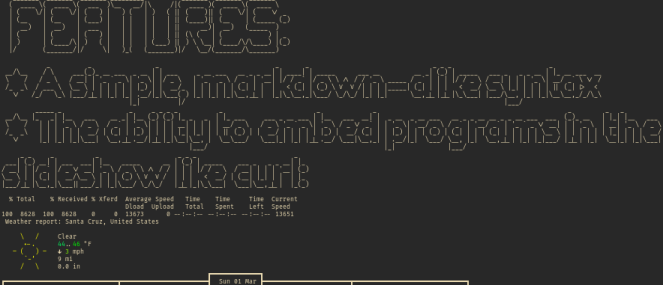 FEATURES:
* A simple markdown-alike syntax
* The ability to embed programs in the
slideshow like curl:
% Total % Received % Xferd Average Speed Time Time Time Current
Dload Upload Total Spent Left Speed
100 8628 100 8628 0 0 13673 0 --:--:-- --:--:-- --:--:-- 13651
Weather report: Santa Cruz, United States
Clear
44..46 °F
↓ 3 mph
9 mi
0.0 in
Sun 01 Mar